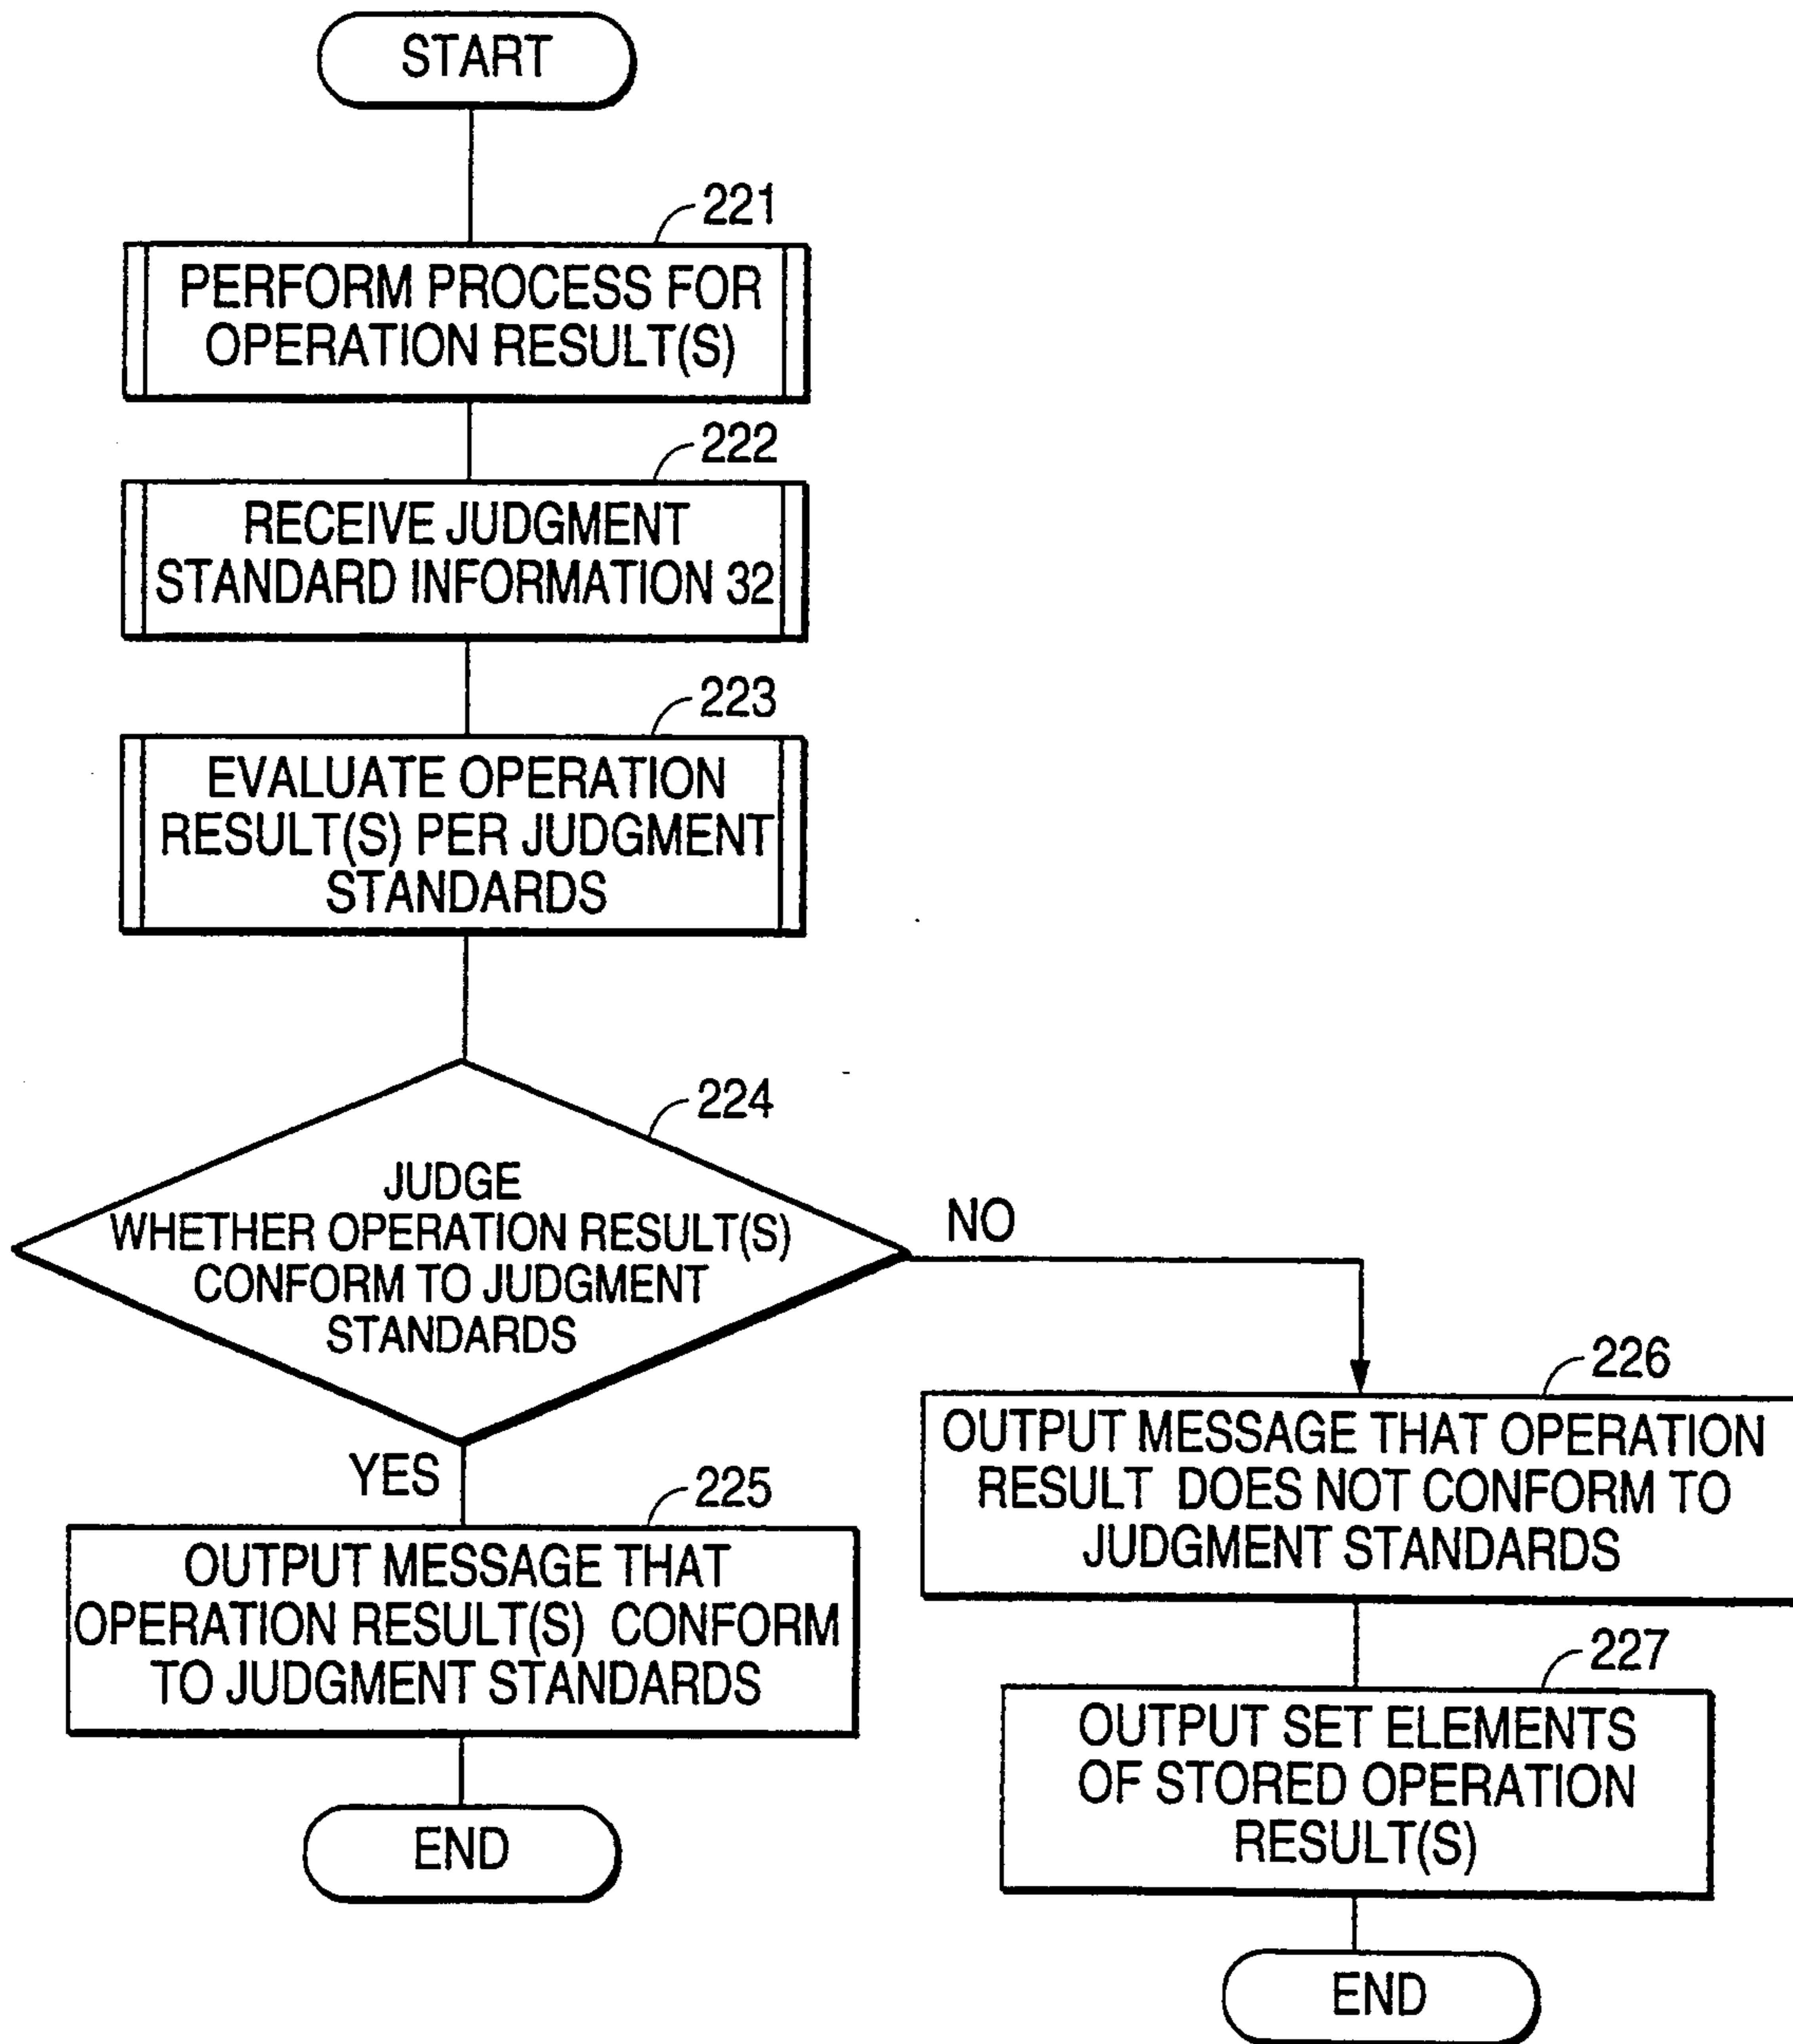 START
221
PERFORM PROCESS FOR
OPERATION RESULT(S)
222
RECEIVE JUDGMENT
STANDARD INFORMATION 32
223
EVALUATE OPERATION
RESULT(S) PER JUDGMENT
STANDARDS
224
JUDGE
WHETHER OPERATION RESULT(S)
CONFORM TO JUDGMENT
STANDARDS
NO
YES
225
OUTPUT MESSAGE THAT
OPERATION RESULT(S) CONFORM
TO JUDGMENT STANDARDS
END
226
OUTPUT MESSAGE THAT OPERATION
RESULT DOES NOT CONFORM TO
JUDGMENT STANDARDS
227
OUTPUT SET ELEMENTS
OF STORED OPERATION
RESULT(S)
END